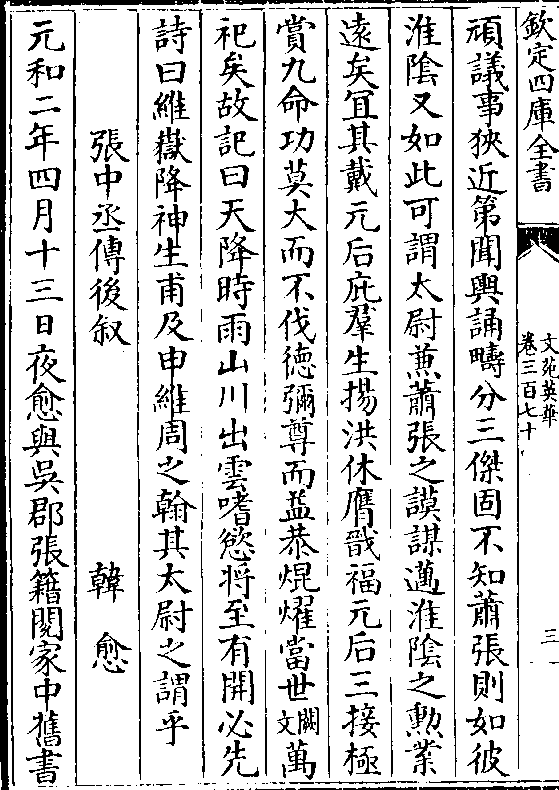 欽定四庫全書
文苑英華
卷三百七十
三
頑議事狹近第聞輿誦疇分三傑固不知蕭張則如彼
淮陰又如此可謂太尉兼蕭張之謨謀邁淮陰之勲業
逺矣宜其戴元后庇羣生揚洪休膺戩福元后三接極
賞九命功莫大而不伐德彌尊而益恭焜燿當世闕文萬
祀矣故記曰天降時雨山川出雲嗜慾将至有開必先
詩曰維嶽降神生甫及申維周之翰其太尉之謂乎
張中丞傳後叙 韓愈
元和二年四月十三日夜愈與吳郡張籍閱家中舊書